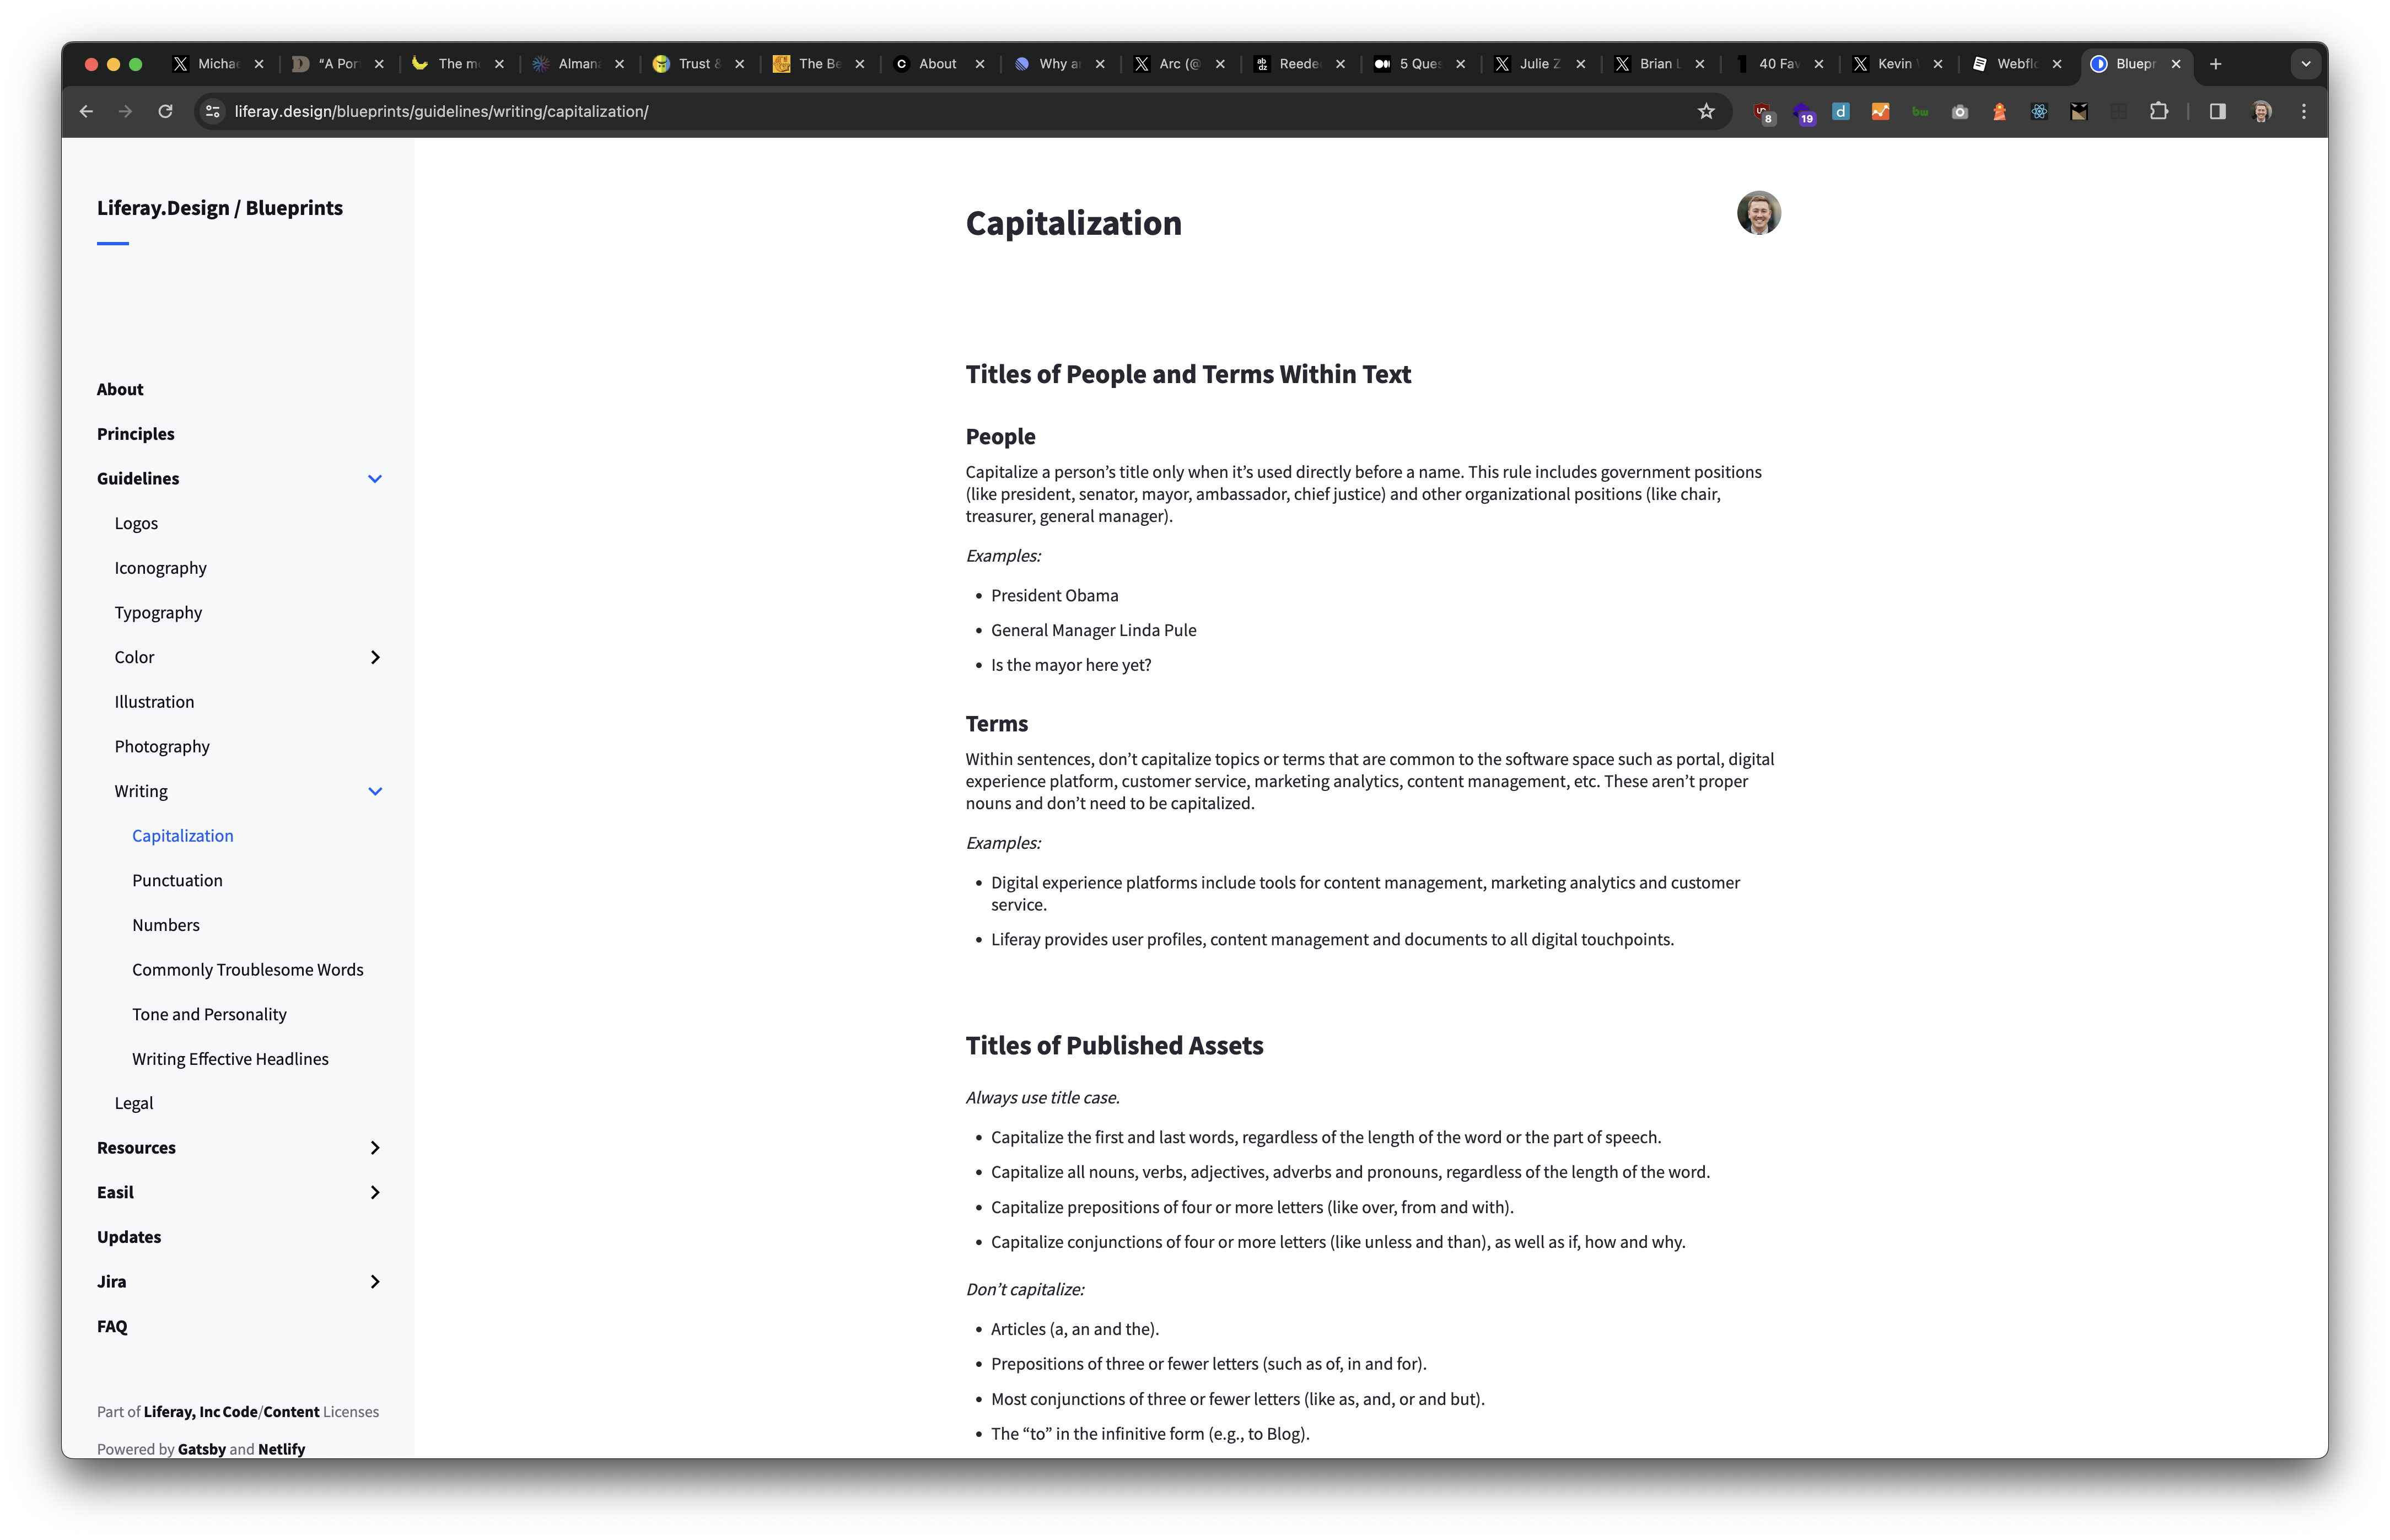 Micha
"A Por
The m
Alman
Trust &
The Be
About
Why a
Arc (@
Reede
5 Ques
Julie Z
Brian L
40 Fav
Kevin
Webflo
Bluepr
liferay.design/blueprints/guidelines/writing/capitalization/
8
19
d
bw
Liferay.Design / Blueprints
About
Principles
Guidelines
Logos
Iconography
Typography
Color
Illustration
Photography
Writing
Capitalization
Punctuation
Numbers
Commonly Troublesome Words
Tone and Personality
Writing Effective Headlines
Legal
Resources
Easil
Updates
Jira
FAQ
Part of Liferay, Inc Code/Content Licenses
Powered by Gatsby and Netlify
Capitalization
Titles of People and Terms Within Text
People
Capitalize a person’s title only when it’s used directly before a name. This rule includes government positions
(like president, senator, mayor, ambassador, chief justice) and other organizational positions (like chair,
treasurer, general manager).
Examples:
• President Obama
• General Manager Linda Pule
• Is the mayor here yet?
Terms
Within sentences, don’t capitalize topics or terms that are common to the software space such as portal, digital
experience platform, customer service, marketing analytics, content management, etc. These aren’t proper
nouns and don’t need to be capitalized.
Examples:
• Digital experience platforms include tools for content management, marketing analytics and customer
service.
• Liferay provides user profiles, content management and documents to all digital touchpoints.
Titles of Published Assets
Always use title case.
• Capitalize the first and last words, regardless of the length of the word or the part of speech.
• Capitalize all nouns, verbs, adjectives, adverbs and pronouns, regardless of the length of the word.
• Capitalize prepositions of four or more letters (like over, from and with).
• Capitalize conjunctions of four or more letters (like unless and than), as well as if, how and why.
Don’t capitalize:
• Articles (a, an and the).
• Prepositions of three or fewer letters (such as of, in and for).
• Most conjunctions of three or fewer letters (like as, and, or and but).
• The “to” in the infinitive form (e.g., to Blog).